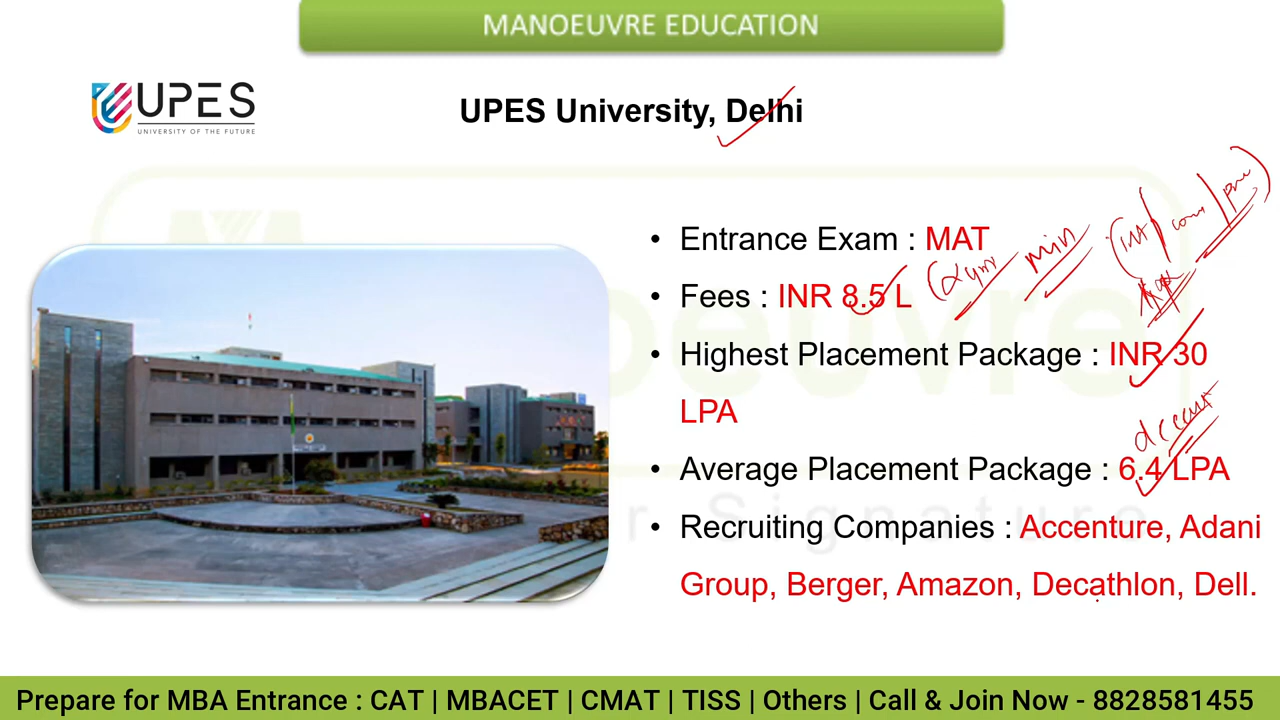 MANOEUVRE EDUCATION
UPES
UNIVERSITY OF THE FUTURE
UPES University, Delhi
• Entrance Exam : MAT
• Fees : INR 8.5 L
min
• Highest Placement Package : INR 30
LPA
• Average Placement Package : 6.4 LPA
• Recruiting Companies : Accenture, Adani
Group, Berger, Amazon, Decathlon, Dell.
Prepare for MBA Entrance : CAT | MBACET | CMAT | TISS | Others | Call & Join Now - 8828581455